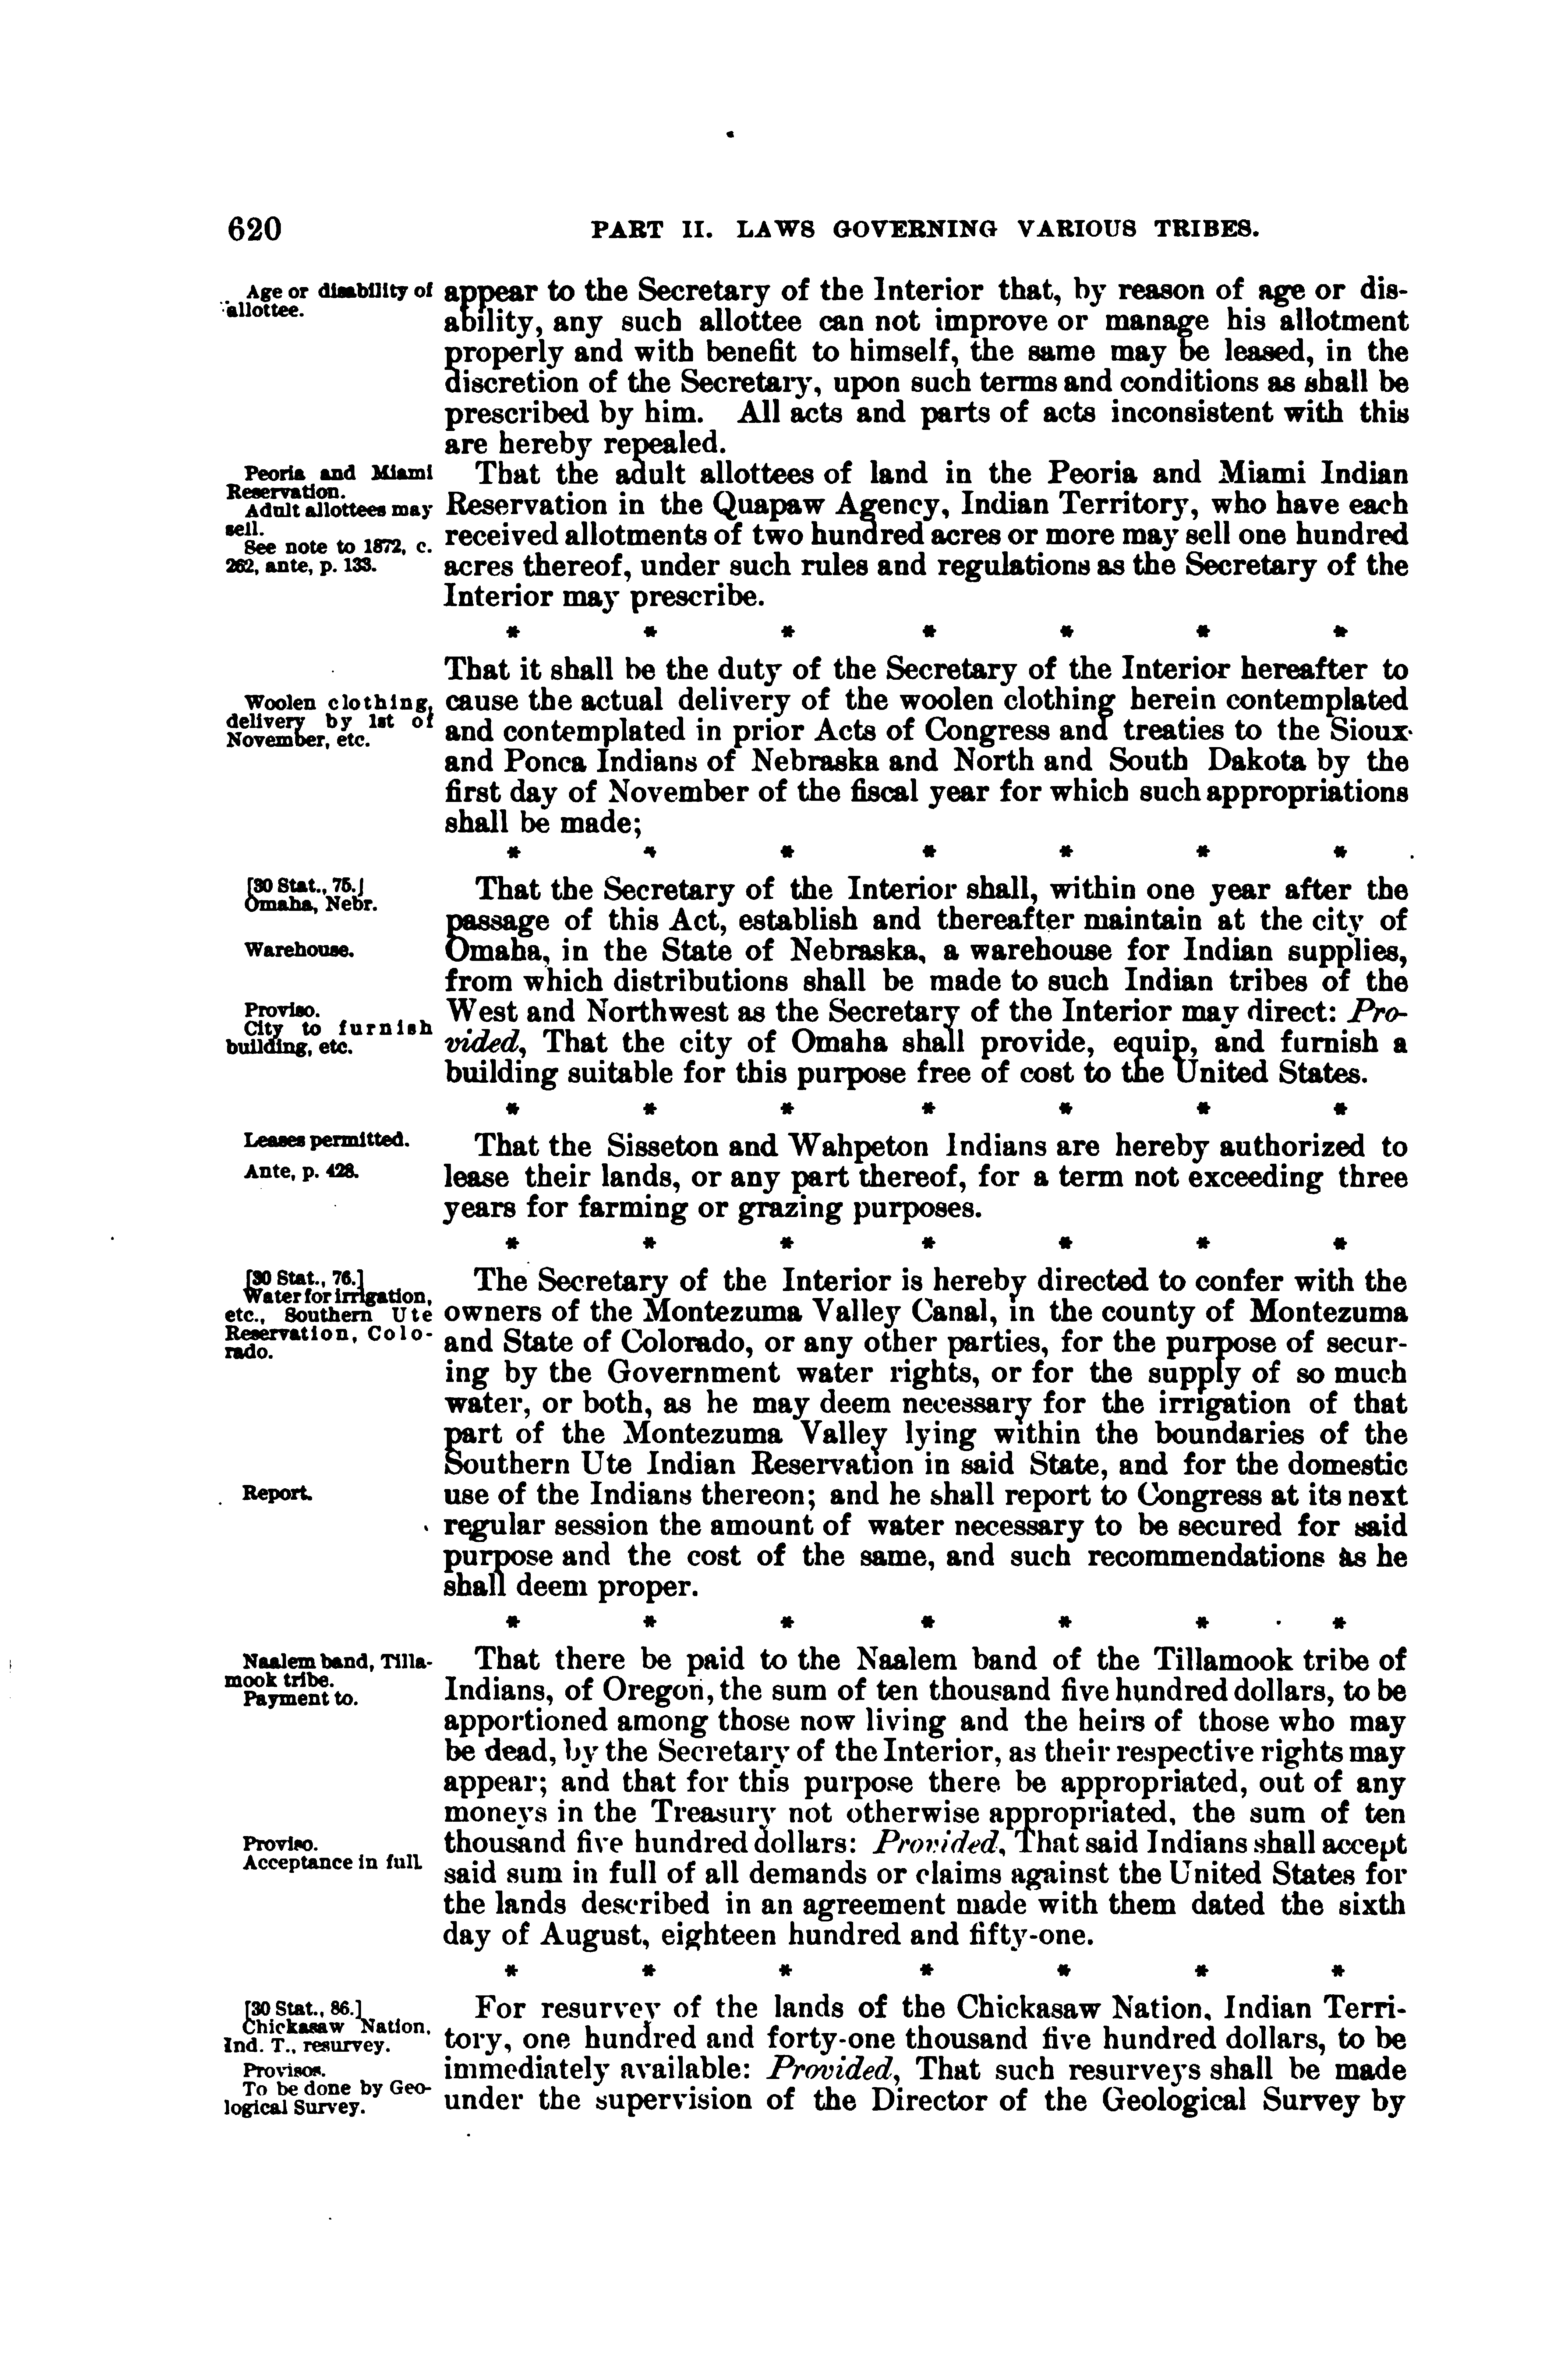 620 PART II. LAWS GOVERNING VARIOUS TRIBES.
Age or disability of
allottee.
appear to the Secretary of the Interior that, by reason of age or dis-
ability, any such allottee can not improve or manage his allotment
properly and with benefit to himself, the same may be leased, in the
discretion of the Secretary, upon such terms and conditions as shall be
prescribed by him. All acts and parts of acts inconsistent with this
are hereby repealed.
Peoria and Miami
Reservation.
Adult allottees may
sell.
See note to 1872, c.
262, ante, p. 133.
That the adult allottees of land in the Peoria and Miami Indian
Reservation in the Quapaw Agency, Indian Territory, who have each
received allotments of two hundred acres or more may sell one hundred
acres thereof, under such rules and regulations as the Secretary of the
Interior may prescribe.
* * * * * * *
Woolen clothing,
delivery by 1st of
November, etc.
That it shall be the duty of the Secretary of the Interior hereafter to
cause the actual delivery of the woolen clothing herein contemplated
and contemplated in prior Acts of Congress and treaties to the Sioux
and Ponca Indians of Nebraska and North and South Dakota by the
first day of November of the fiscal year for which such appropriations
shall be made;
* * * * * * *
[30 Stat., 75.]
Omaha, Nebr.
Warehouse.
Proviso.
City to furnish
building, etc.
That the Secretary of the Interior shall, within one year after the
passage of this Act, establish and thereafter maintain at the city of
Omaha, in the State of Nebraska, a warehouse for Indian supplies,
from which distributions shall be made to such Indian tribes of the
West and Northwest as the Secretary of the Interior may direct: Pro-
vided, That the city of Omaha shall provide, equip, and furnish a
building suitable for this purpose free of cost to the United States.
* * * * * * *
Leases permitted.
Ante, p. 428.
That the Sisseton and Wahpeton Indians are hereby authorized to
lease their lands, or any part thereof, for a term not exceeding three
years for farming or grazing purposes.
* * * * * * *
[30 Stat., 76.]
Water for irrigation,
etc., Southern Ute
Reservation, Colo-
rado.
Report.
The Secretary of the Interior is hereby directed to confer with the
owners of the Montezuma Valley Canal, in the county of Montezuma
and State of Colorado, or any other parties, for the purpose of secur-
ing by the Government water rights, or for the supply of so much
water, or both, as he may deem necessary for the irrigation of that
part of the Montezuma Valley lying within the boundaries of the
Southern Ute Indian Reservation in said State, and for the domestic
use of the Indians thereon; and he shall report to Congress at its next
regular session the amount of water necessary to be secured for said
purpose and the cost of the same, and such recommendations as he
shall deem proper.
* * * * * * *
Naalem band, Tilla-
mook tribe.
Payment to.
Proviso.
Acceptance in full.
That there be paid to the Naalem band of the Tillamook tribe of
Indians, of Oregon, the sum of ten thousand five hundred dollars, to be
apportioned among those now living and the heirs of those who may
be dead, by the Secretary of the Interior, as their respective rights may
appear; and that for this purpose there be appropriated, out of any
moneys in the Treasury not otherwise appropriated, the sum of ten
thousand five hundred dollars: Provided, That said Indians shall accept
said sum in full of all demands or claims against the United States for
the lands described in an agreement made with them dated the sixth
day of August, eighteen hundred and fifty-one.
* * * * * * *
[30 Stat., 86.]
Chickasaw Nation,
Ind. T., resurvey.
Provisos.
To be done by Geo-
logical Survey.
For resurvey of the lands of the Chickasaw Nation, Indian Terri-
tory, one hundred and forty-one thousand five hundred dollars, to be
immediately available: Provided, That such resurveys shall be made
under the supervision of the Director of the Geological Survey by